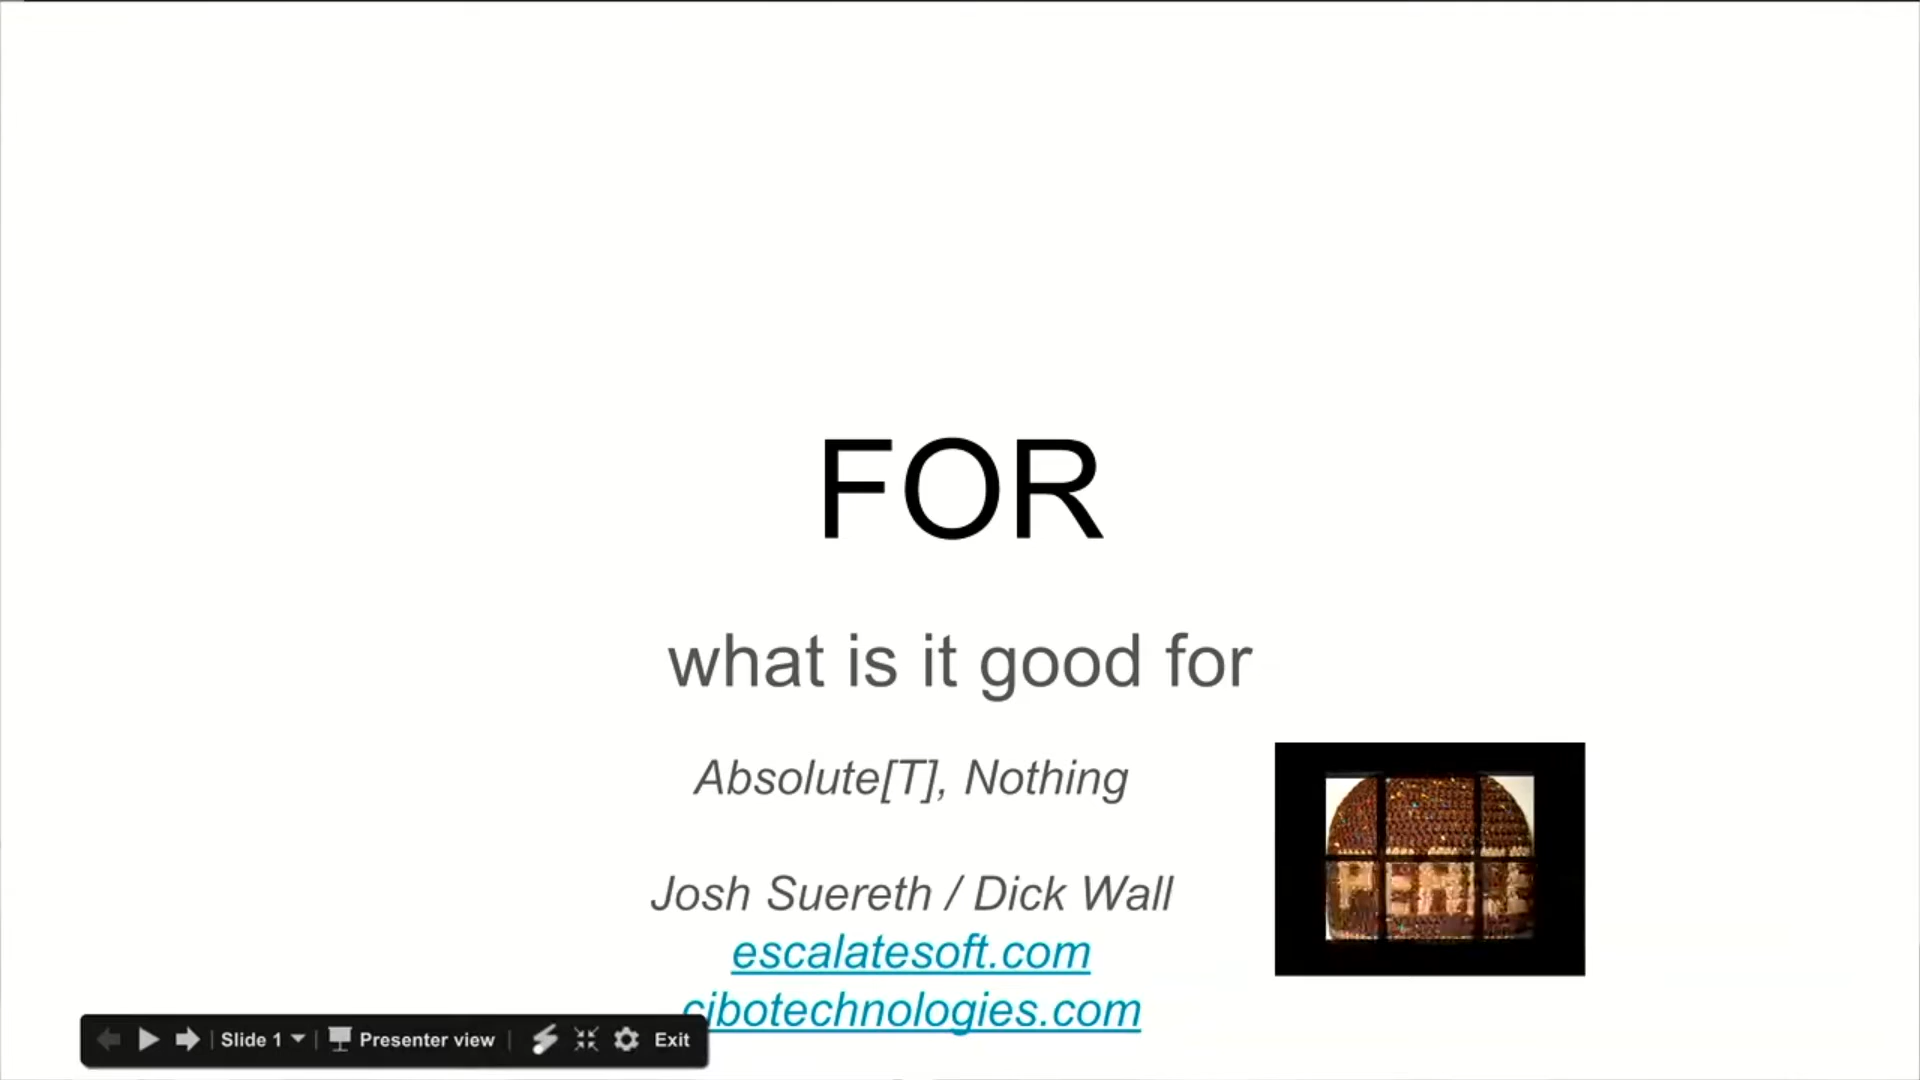 FOR
what is it good for
Absolute[T], Nothing
Josh Suereth / Dick Wall
escalatesoft.com
cibotechnologies.com
Slide 1
Presenter view
Exit